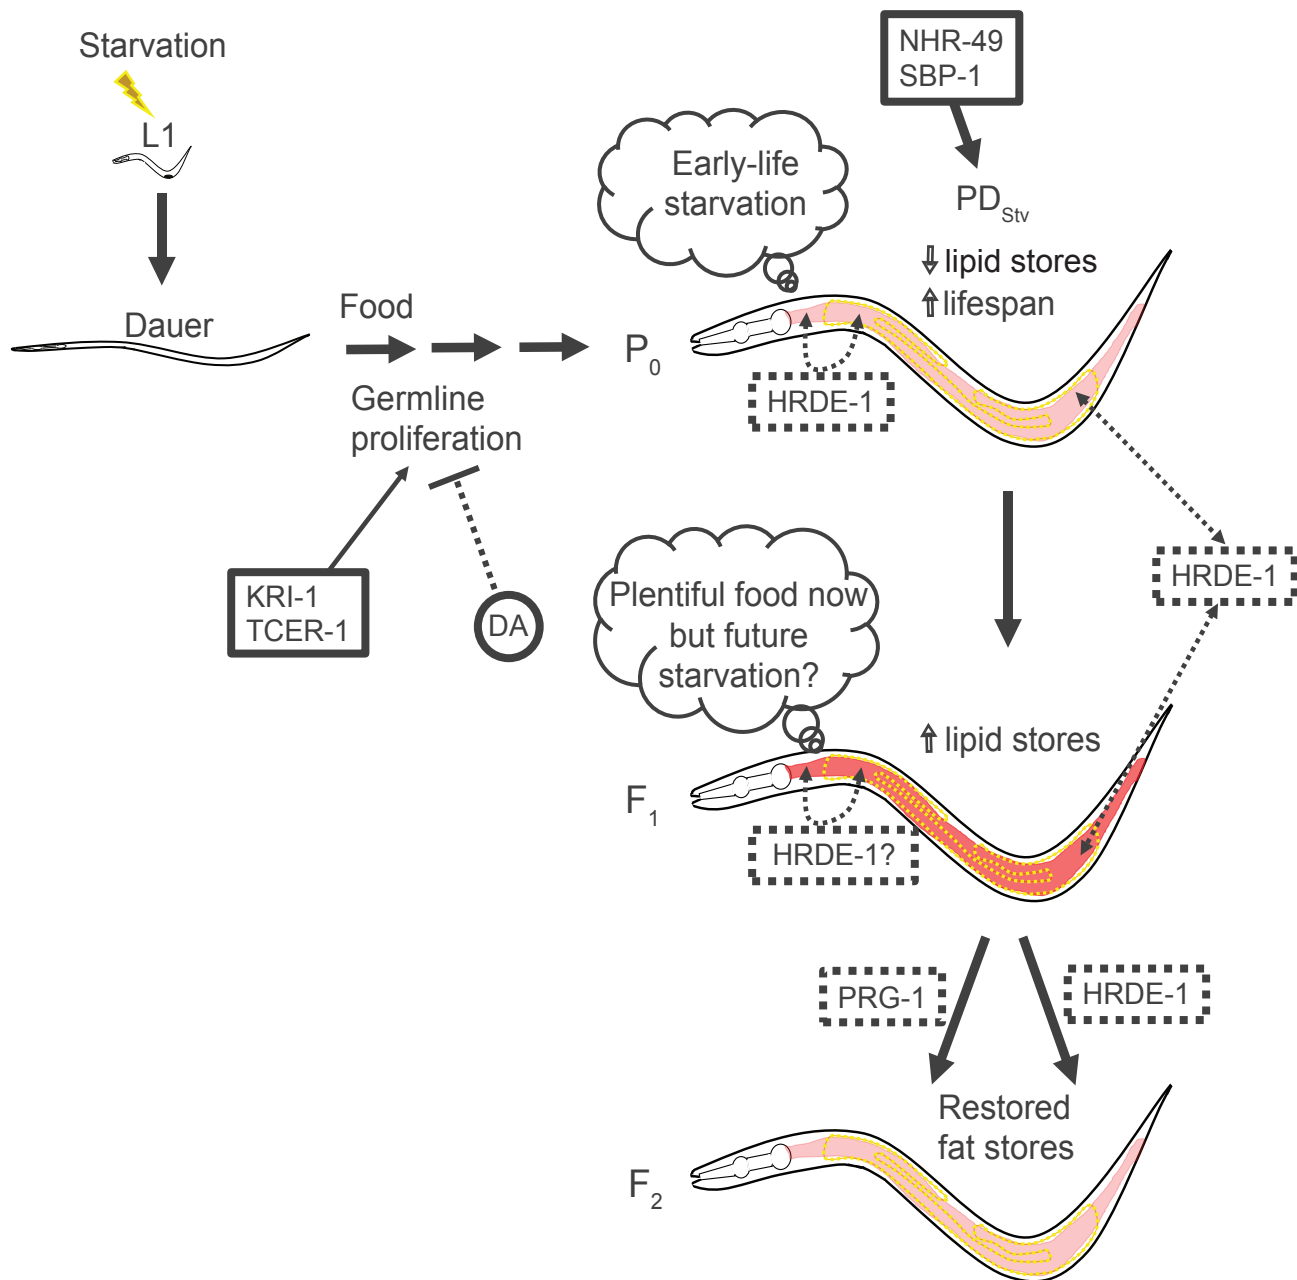 Starvation
L1
Dauer
Food
Germline
proliferation
KRI-1
TCER-1
DA
NHR-49
SBP-1
PD Stv
Early-life
starvation
lipid stores
lifespan
P0
HRDE-1
HRDE-1
Plentiful food now
but future
starvation?
lipid stores
F1
HRDE-1?
PRG-1
HRDE-1
Restored
fat stores
F2